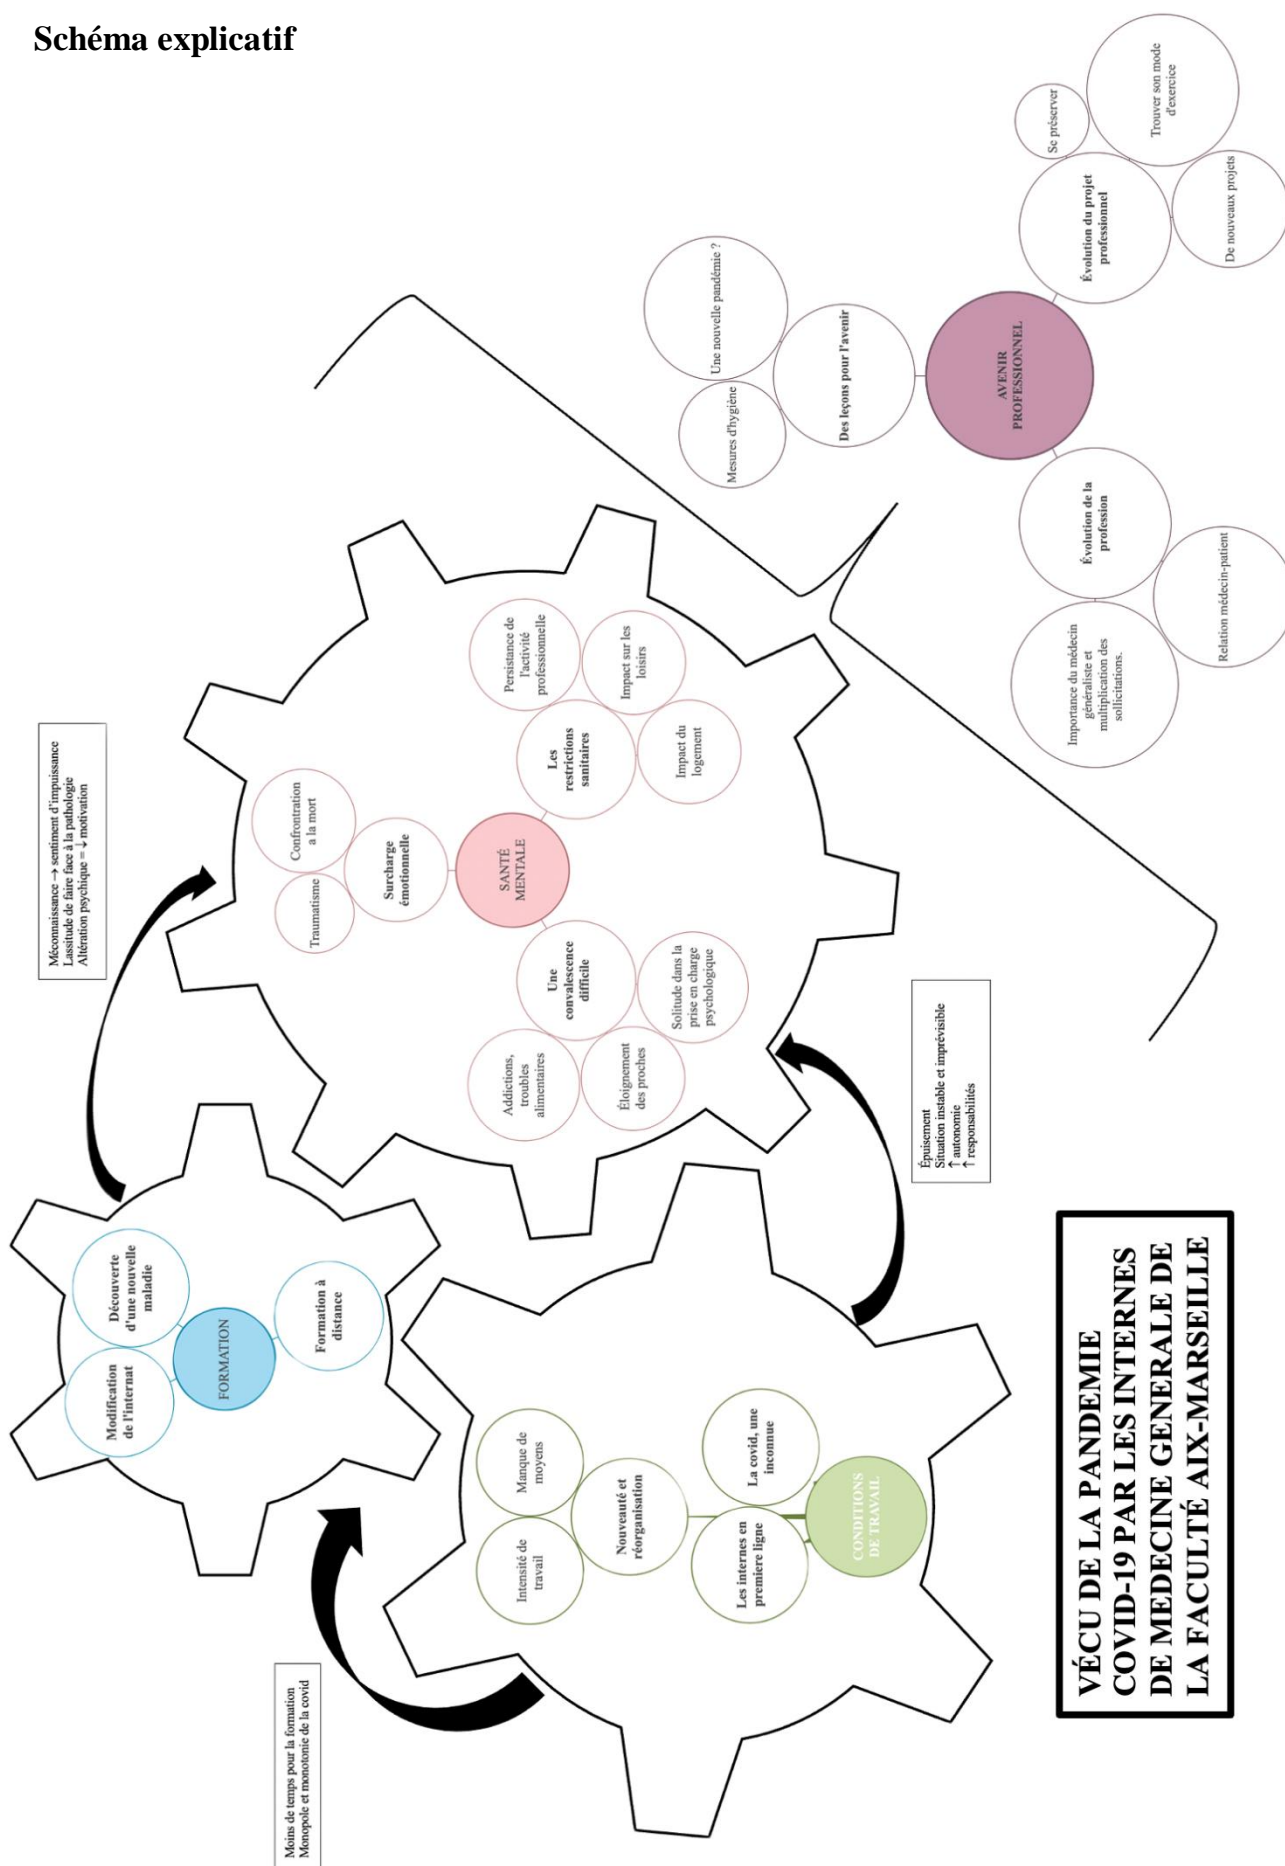 Schéma explicatif
Moins de temps pour la formation
Monopole et monotonie de la covid
Méconnaissance → sentiment d'impuissance
Lassitude de faire face à la pathologie
Altération psychique = ↓ motivation
Modification
de l'internat
Découverte
d'une nouvelle
maladie
FORMATION
Formation à
distance
Intensité de
travail
Manque de
moyens
Nouveauté et
réorganisation
Les internes en
premiere ligne
La covid, une
inconnue
CONDITIONS
DE TRAVAIL
Traumatisme
Confrontration
a la mort
Surcharge
émotionnelle
SANTÉ
MENTALE
Une
convalescence
difficile
Addictions,
troubles
alimentaires
Éloignement
des proches
Solitude dans la
prise en charge
psychologique
Les
restrictions
sanitaires
Persistance de
l'activité
professionnelle
Impact sur les
loisirs
Impact du
logement
Épuisement
Situation instable et imprévisible
↑ autonomie
↑ responsabilités
Mesures d'hygiène
Une nouvelle pandémie ?
Des leçons pour l'avenir
AVENIR
PROFESSIONNEL
Évolution de la
profession
Importance du médecin
généraliste et
multiplication des
sollicitations.
Relation médecin-patient
Évolution du projet
professionnel
Se préserver
Trouver son mode
d'exercice
De nouveaux projets
VÉCU DE LA PANDEMIE
COVID-19 PAR LES INTERNES
DE MEDECINE GENERALE DE
LA FACULTÉ AIX-MARSEILLE